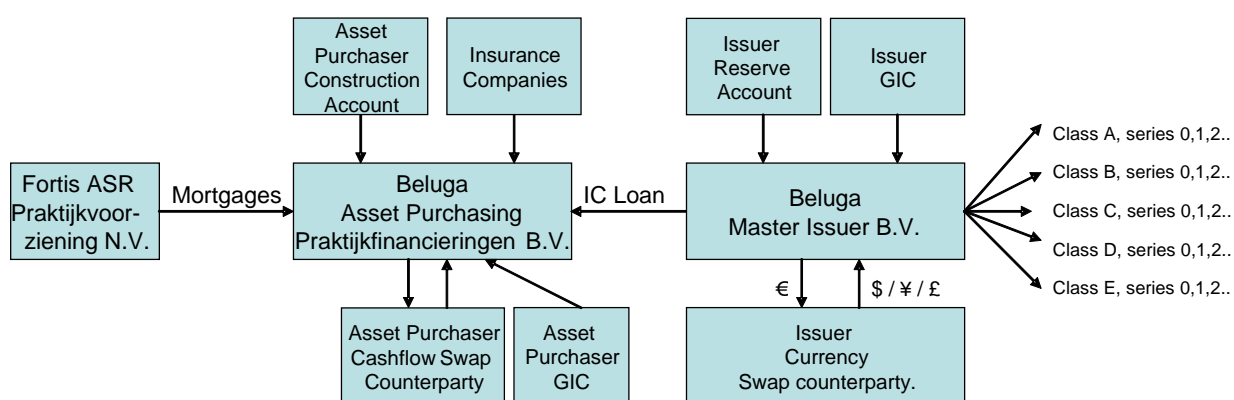 Asset
Purchaser
Construction
Account
Insurance
Companies
Issuer
Reserve
Account
Issuer
GIC
Fortis ASR
Praktijkvoor-
ziening N.V.
Mortgages
Beluga
Asset Purchasing
Praktijkfinancieringen B.V.
IC Loan
Beluga
Master Issuer B.V.
Class A, series 0,1,2..
Class B, series 0,1,2..
Class C, series 0,1,2..
Class D, series 0,1,2..
Class E, series 0,1,2..
€
$ / ¥ / £
Asset Purchaser
Cashflow Swap
Counterparty
Asset
Purchaser
GIC
Issuer
Currency
Swap counterparty.